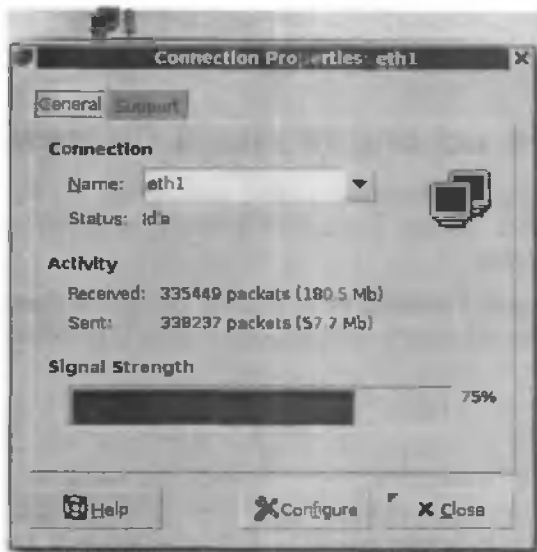 Connection Properties: eth1
General Support
Connection
Name: eth1
Status: Idle
Activity
Received: 335449 packets (180.5 Mb)
Sent: 338237 packets (57.7 Mb)
Signal Strength
75%
Help Configure Close